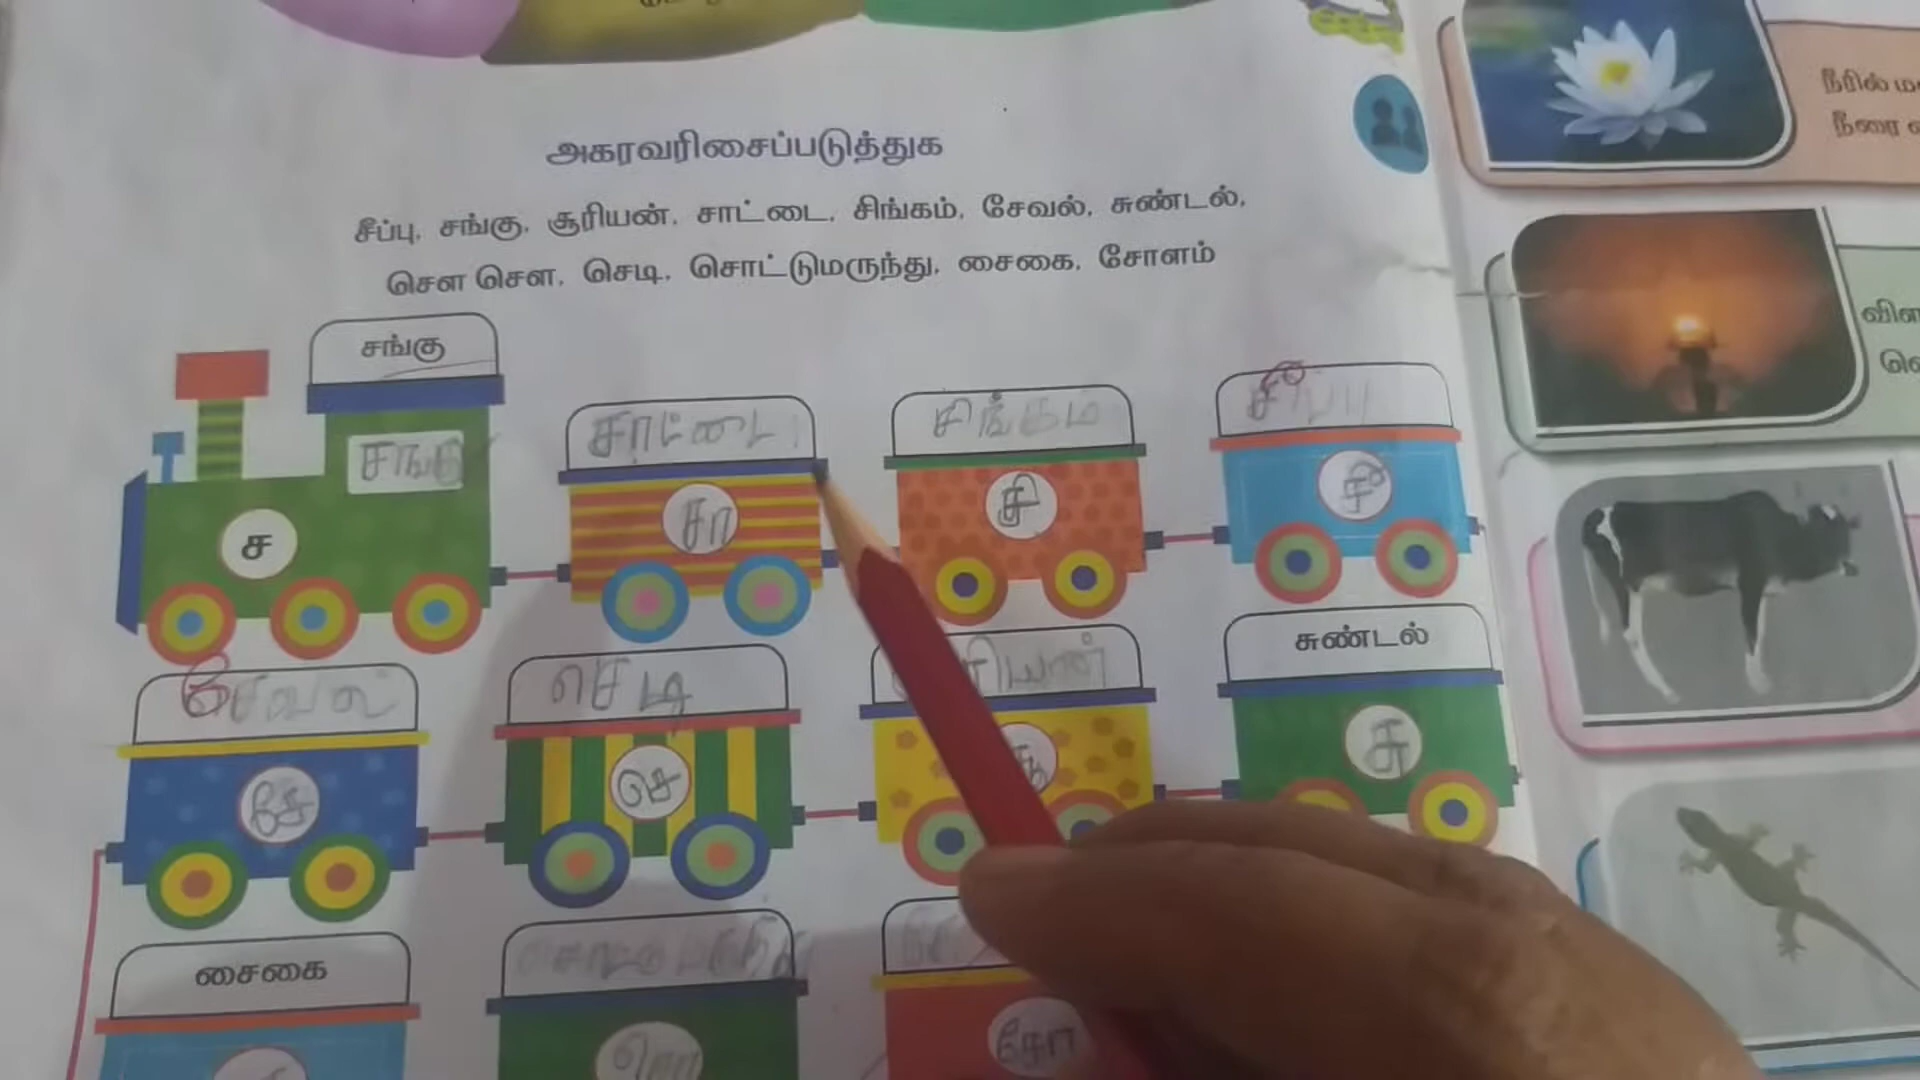 அகரவரிசைப்படுத்துக
சீப்பு, சங்கு, சூரியன், சாட்டை, சிங்கம், சேவல், சுண்டல்,
சௌ சௌ, செடி, சொட்டுமருந்து, சைகை, சோளம்
சங்கு
சாட்டை
சிங்கம்
சங்கு
ச
சா
சி
சீ
சேவல்
செடி
சுண்டல்
சே
செ
சு
சைகை
சோ
நீரில்
நீரை